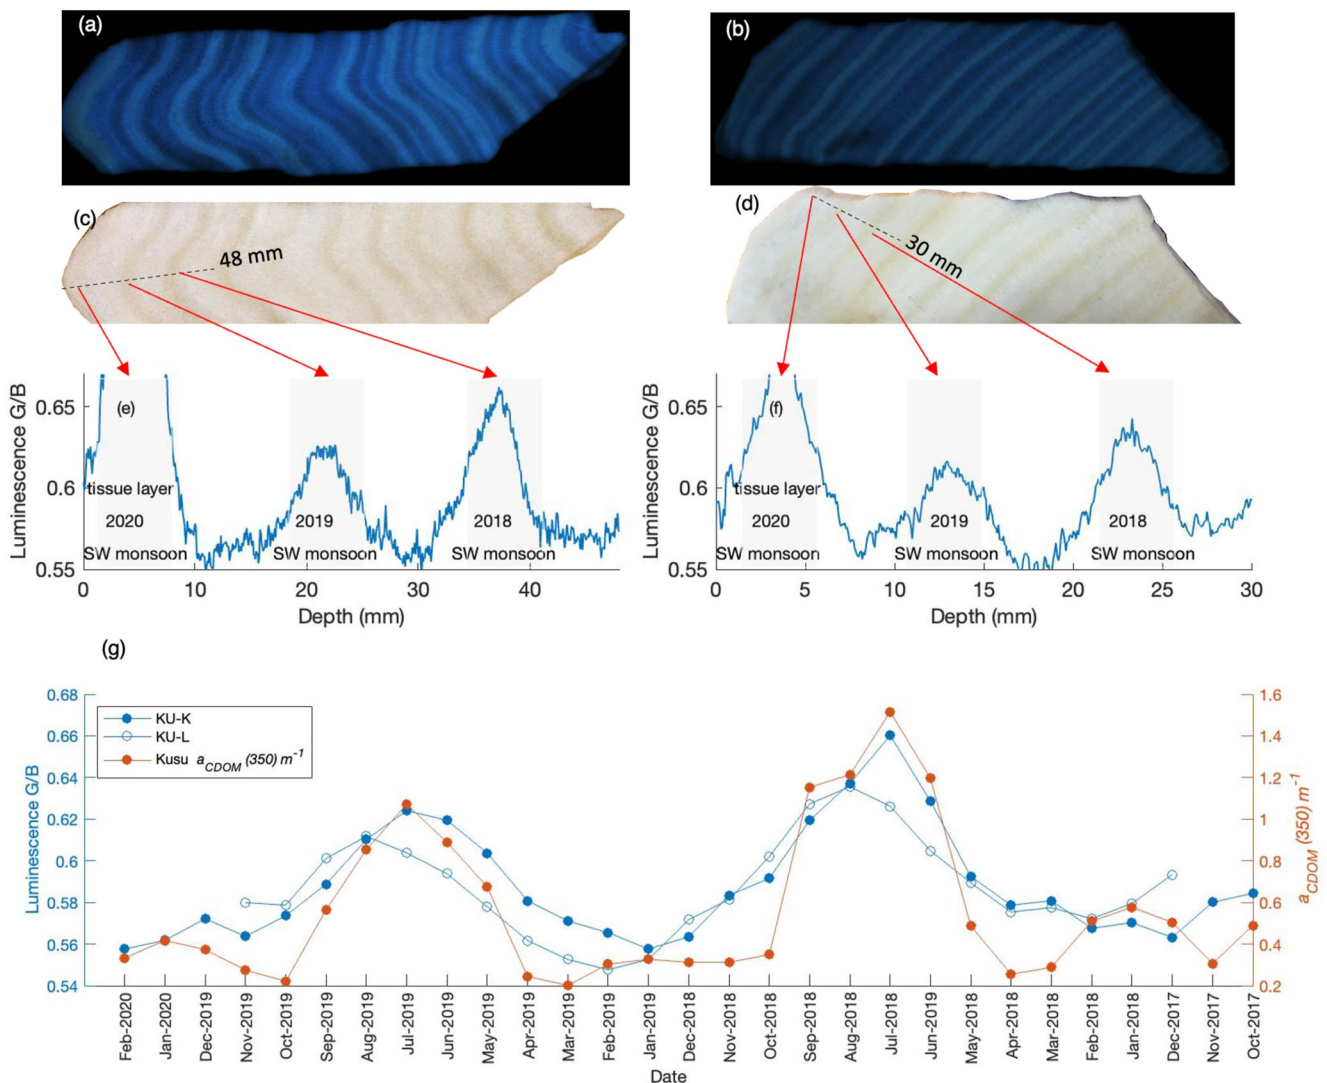 (a)
(b)
(c)
48 mm
(d)
30 mm
Luminescence G/B
0.65
0.6
0.55
(e)
tissue layer
2020
2019
2018
SW monsoon
SW monsoon
SW monsoon
0
10
20
30
40
Depth (mm)
Luminescence G/B
0.65
0.6
0.55
(f)
tissue layer
2020
2019
2018
SW monsoon
SW monsoon
SW monsoon
0
5
10
15
20
25
30
Depth (mm)
(g)
Luminescence G/B
0.68
0.66
0.64
0.62
0.6
0.58
0.56
0.54
KU-K
KU-L
Kusu a_CDOM (350) m^-1
1.6
1.4
1.2
1
0.8
0.6
0.4
0.2
a_CDOM (350) m^-1
Feb-2020
Jan-2020
Dec-2019
Nov-2019
Oct-2019
Sep-2019
Aug-2019
Jul-2019
Jun-2019
May-2019
Apr-2019
Mar-2019
Feb-2019
Jan-2019
Dec-2018
Nov-2018
Oct-2018
Sep-2018
Aug-2018
Jul-2018
Jun-2019
May-2018
Apr-2018
Mar-2018
Feb-2018
Jan-2018
Dec-2017
Nov-2017
Oct-2017
Date